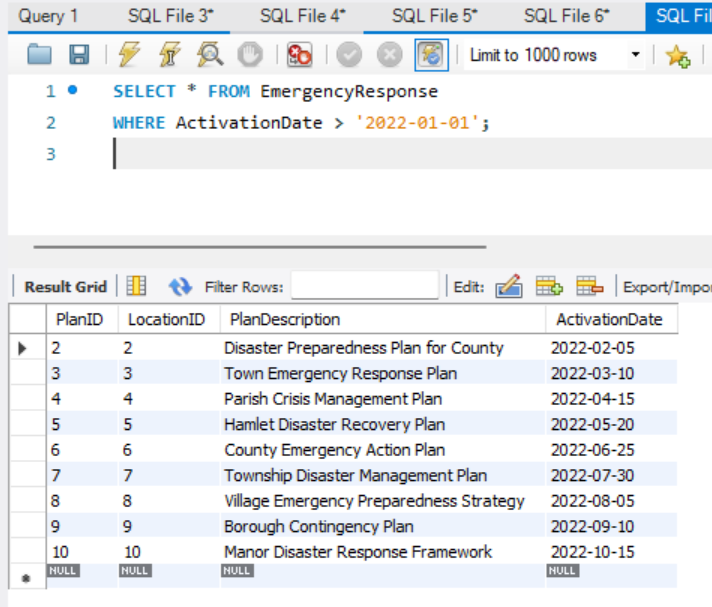 Query 1 SQL File 3* SQL File 4* SQL File 5* SQL File 6* SQL Fil
Limit to 1000 rows
1 SELECT * FROM EmergencyResponse
2 WHERE ActivationDate > '2022-01-01';
3
Result Grid Filter Rows: Edit: Export/Impor
PlanID LocationID PlanDescription ActivationDate
2 2 Disaster Preparedness Plan for County 2022-02-05
3 3 Town Emergency Response Plan 2022-03-10
4 4 Parish Crisis Management Plan 2022-04-15
5 5 Hamlet Disaster Recovery Plan 2022-05-20
6 6 County Emergency Action Plan 2022-06-25
7 7 Township Disaster Management Plan 2022-07-30
8 8 Village Emergency Preparedness Strategy 2022-08-05
9 9 Borough Contingency Plan 2022-09-10
10 10 Manor Disaster Response Framework 2022-10-15
NULL NULL NULL NULL